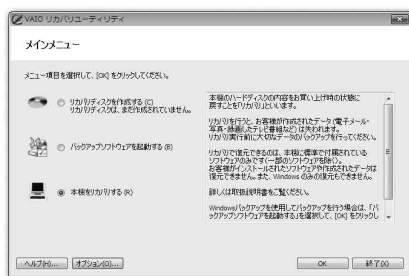 VAIO リカバリユーティリティ
メインメニュー
メニュー項目を選択して、[OK] をクリックしてください。
リカバリディスクを作成する (C)
リカバリディスクは、まだ作成されていません。
バックアップソフトウェアを起動する (B)
本機をリカバリする (R)
本機のハードディスクの内容をお買い上げ時の状態に
戻すことを「リカバリ」といいます。
リカバリを行うと、お客様が作成されたデータ（電子メール・
写真・録画したテレビ番組など）は失われます。
リカバリ実行前に大切なデータのバックアップを行ってください。
リカバリで復元できるのは、本機に標準で付属されている
ソフトウェアのみです（一部のソフトウェアを除く）。
お客様がインストールされたソフトウェアや作成されたデータは
復元できません。また、Windows のみの復元もできません。
詳しくは取扱説明書をご覧ください。
Windowsバックアップを使用してバックアップを行う場合は、「バ
ックアップソフトウェアを起動する」を選択して、[OK] をクリックし
ヘルプ(H)...
オプション(O)...
OK
終了(X)